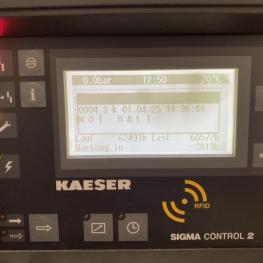 0.0bar 12:50 20°C
0004 S k 01.04.25 14:36:48
NOT-HALT
Lauf 62491h Last 60577h
Wartung in -3819h
KAESER
RFID
SIGMA CONTROL 2